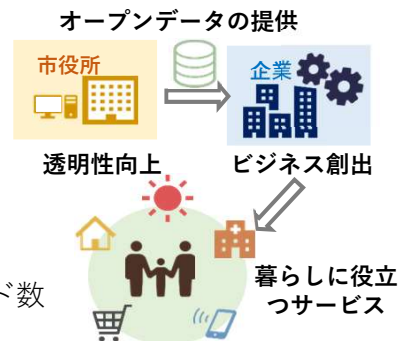 オープンデータの提供
市役所
企業
透明性向上
ビジネス創出
暮らしに役立
つサービス
ド数